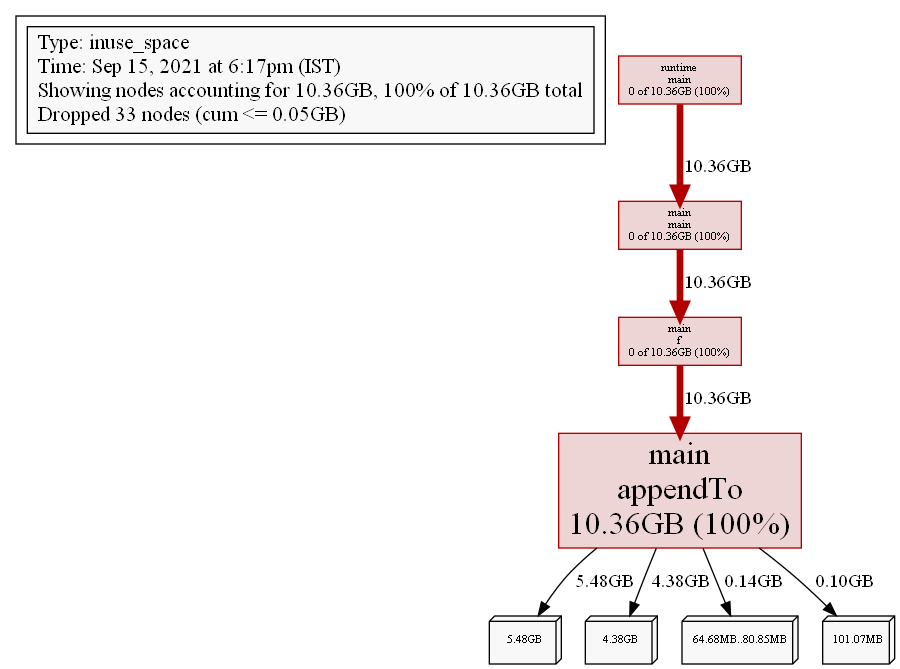 Type: inuse_space
Time: Sep 15, 2021 at 6:17pm (IST)
Showing nodes accounting for 10.36GB, 100% of 10.36GB total
Dropped 33 nodes (cum <= 0.05GB)
runtime
main
0 of 10.36GB (100%)
10.36GB
main
main
0 of 10.36GB (100%)
10.36GB
main
f
0 of 10.36GB (100%)
10.36GB
main
appendTo
10.36GB (100%)
5.48GB
4.38GB
0.14GB
0.10GB
5.48GB
4.38GB
64.68MB..80.85MB
101.07MB